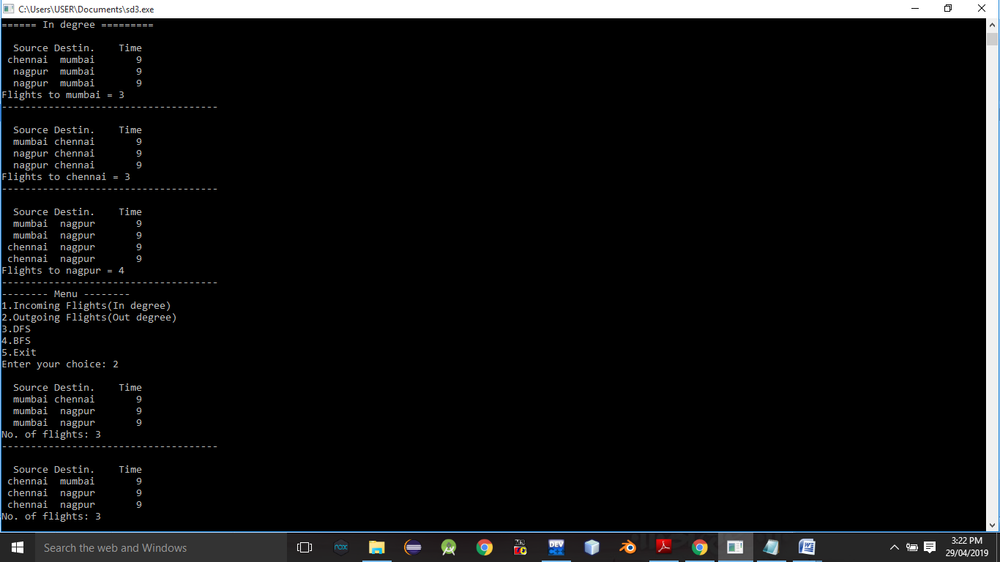 C:\Users\USER\Documents\sd3.exe
====== In degree =========
Source Destin. Time
chennai mumbai 9
nagpur mumbai 9
nagpur mumbai 9
Flights to mumbai = 3
-------------------------------------
Source Destin. Time
mumbai chennai 9
nagpur chennai 9
nagpur chennai 9
Flights to chennai = 3
-------------------------------------
Source Destin. Time
mumbai nagpur 9
mumbai nagpur 9
chennai nagpur 9
chennai nagpur 9
Flights to nagpur = 4
-------------------------------------
-------- Menu --------
1.Incoming Flights(In degree)
2.Outgoing Flights(Out degree)
3.DFS
4.BFS
5.Exit
Enter your choice: 2
Source Destin. Time
mumbai chennai 9
mumbai nagpur 9
mumbai nagpur 9
No. of flights: 3
-------------------------------------
Source Destin. Time
chennai mumbai 9
chennai nagpur 9
chennai nagpur 9
No. of flights: 3
Search the web and Windows
nox
DEV
3:22 PM
29/04/2019